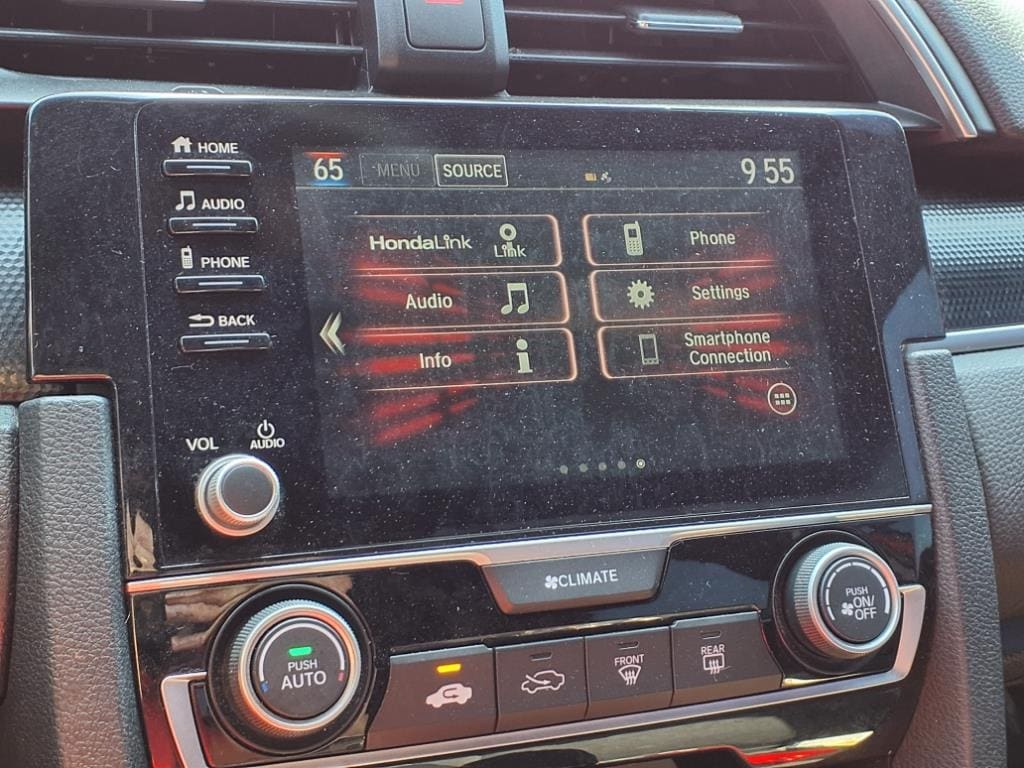 HOME
AUDIO
PHONE
BACK
VOL
AUDIO
65
MENU
SOURCE
9 55
HondaLink
Link
Phone
Audio
Settings
Info
Smartphone
Connection
CLIMATE
PUSH
AUTO
FRONT
REAR
PUSH
ON/
OFF